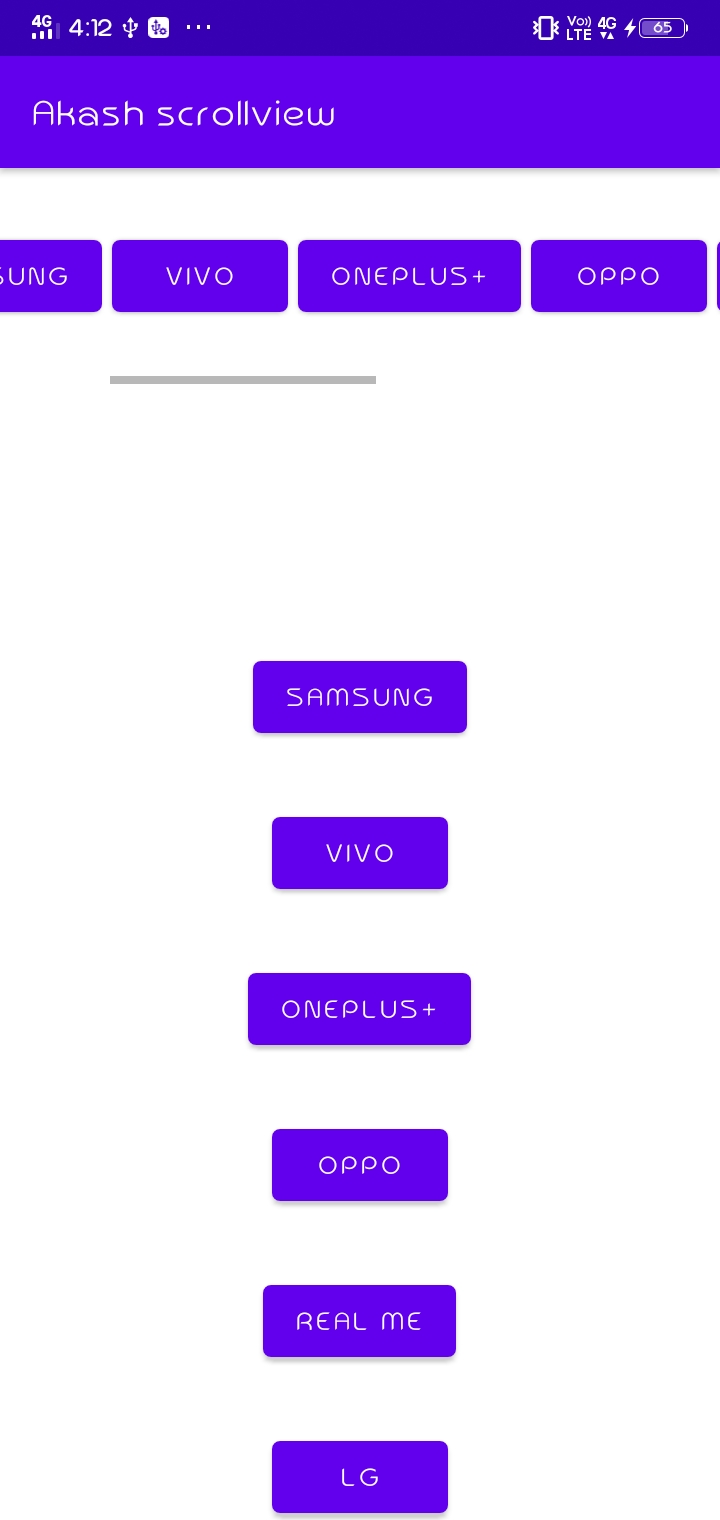 4G 4:12 ... Vo)) LTE 4G 65
Akash scrollview
SUNG VIVO ONEPLUS+ OPPO
SAMSUNG
VIVO
ONEPLUS+
OPPO
REAL ME
LG